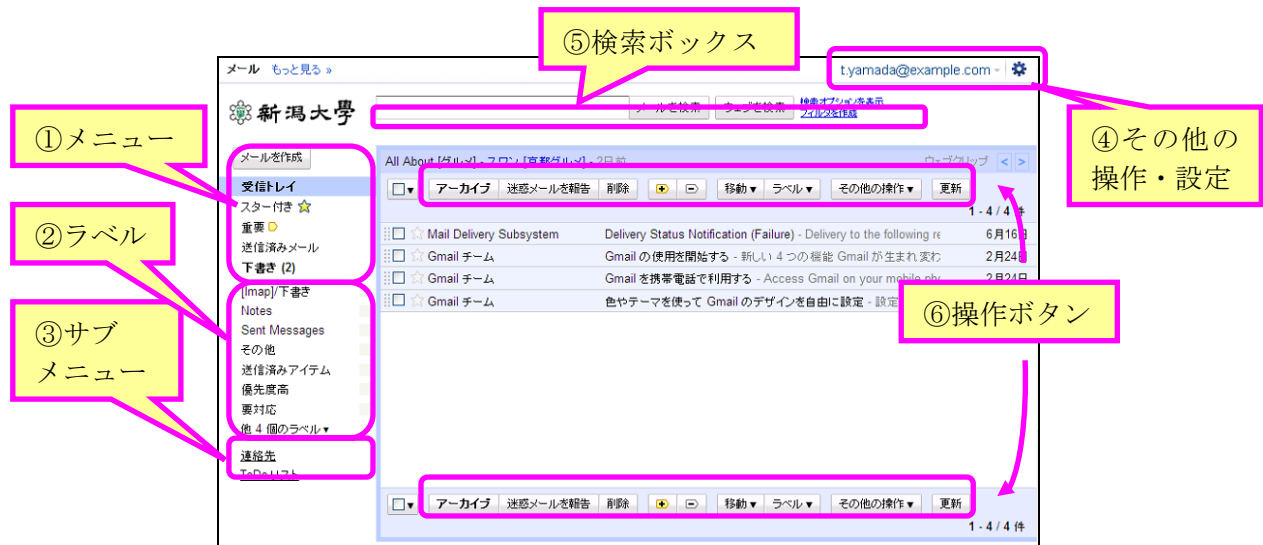 ⑤検索ボックス
メール もっと見る »
t.yamada@example.com
新潟大學
メールを検索 ウェブを検索 検索オプションを表示
フィルタを作成
①メニュー
④その他の
操作・設定
メールを作成
All About [グルメ] - スワン [京都グルメ] - 2日前 ウェブクリップ < >
受信トレイ
アーカイブ 迷惑メールを報告 削除 移動▼ ラベル▼ その他の操作▼ 更新
スター付き
1 - 4 / 4 件
重要
②ラベル
Mail Delivery Subsystem Delivery Status Notification (Failure) - Delivery to the following re 6月16日
送信済みメール
Gmail チーム Gmail の使用を開始する - 新しい 4 つの機能 Gmail が生まれ変わ 2月24日
下書き (2)
Gmail チーム Gmail を携帯電話で利用する - Access Gmail on your mobile pho 2月24日
[Imap]/下書き
Gmail チーム 色やテーマを使って Gmail のデザインを自由に設定 - 設定
Notes
⑥操作ボタン
③サブ
メニュー
Sent Messages
その他
送信済みアイテム
優先度高
要対応
他 4 個のラベル▼
連絡先
ToDo リスト
アーカイブ 迷惑メールを報告 削除 移動▼ ラベル▼ その他の操作▼ 更新
1 - 4 / 4 件